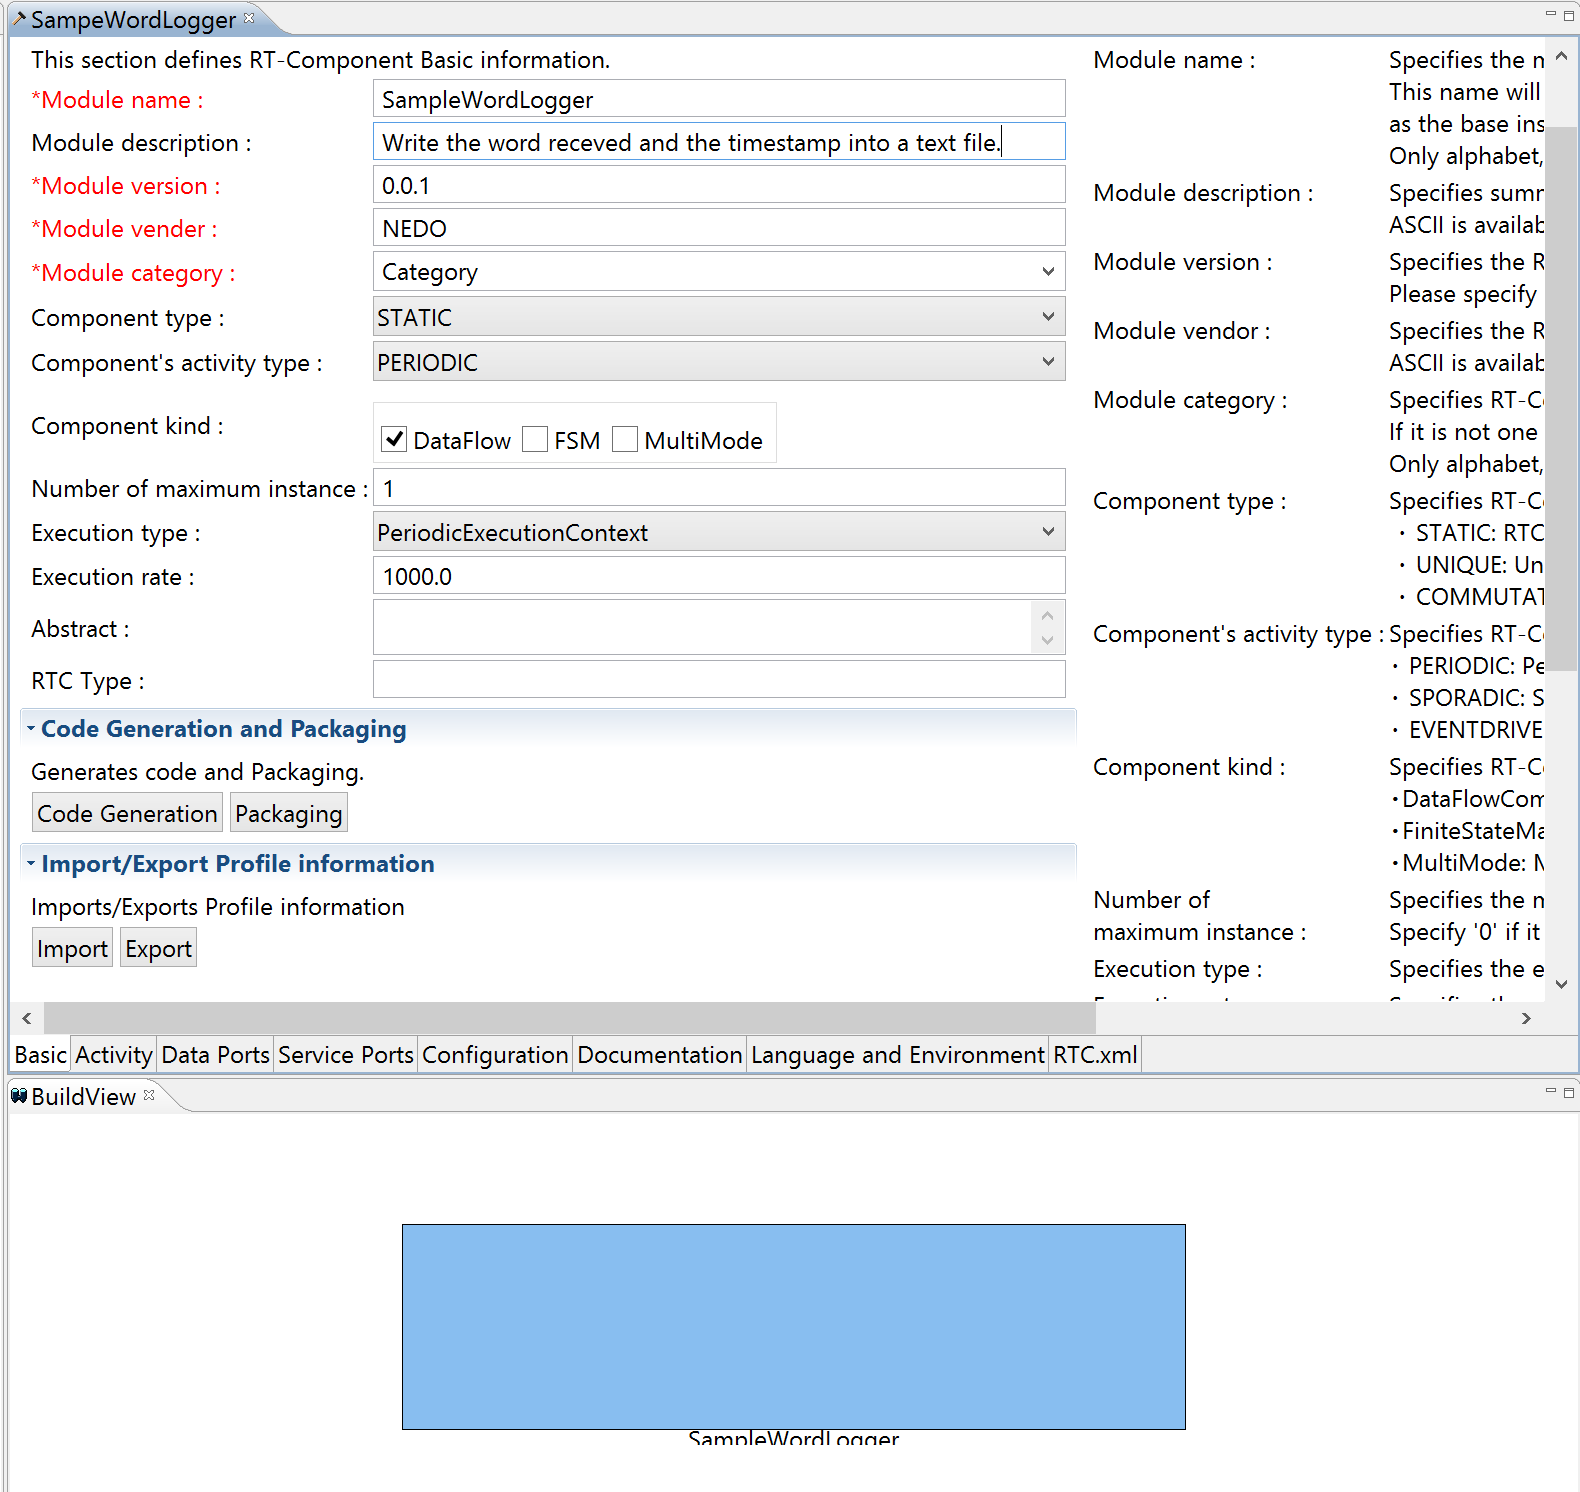 SampeWordLogger
This section defines RT-Component Basic information.
*Module name :
SampleWordLogger
Module description :
Write the word receved and the timestamp into a text file.
*Module version :
0.0.1
*Module vender :
NEDO
*Module category :
Category
Component type :
STATIC
Component's activity type :
PERIODIC
Component kind :
DataFlow FSM MultiMode
Number of maximum instance :
1
Execution type :
PeriodicExecutionContext
Execution rate :
1000.0
Abstract :
RTC Type :
Code Generation and Packaging
Generates code and Packaging.
Code Generation Packaging
Import/Export Profile information
Imports/Exports Profile information
Import Export
Module name :
Specifies the
This name will
as the base ins
Only alphabet,
Module description :
Specifies
ASCII is
Module version :
Specifies the R
Please specify
Module vendor :
Specifies the R
ASCII is
Module category :
Specifies
If it is not one
Only alphabet,
Component type :
Specifies
・ STATIC: RTC
・ UNIQUE: Un
・ COMMUTAT
Component's activity type :
Specifies
・ PERIODIC: Pe
・ SPORADIC: S
・ EVENTDRIVE
Component kind :
Specifies
・DataFlowCom
・FiniteStateMa
・MultiMode:
Number of
maximum instance :
Specifies the
Specify '0' if it
Execution type :
Specifies the e
Basic Activity Data Ports Service Ports Configuration Documentation Language and Environment RTC.xml
BuildView
SampleWordLogger